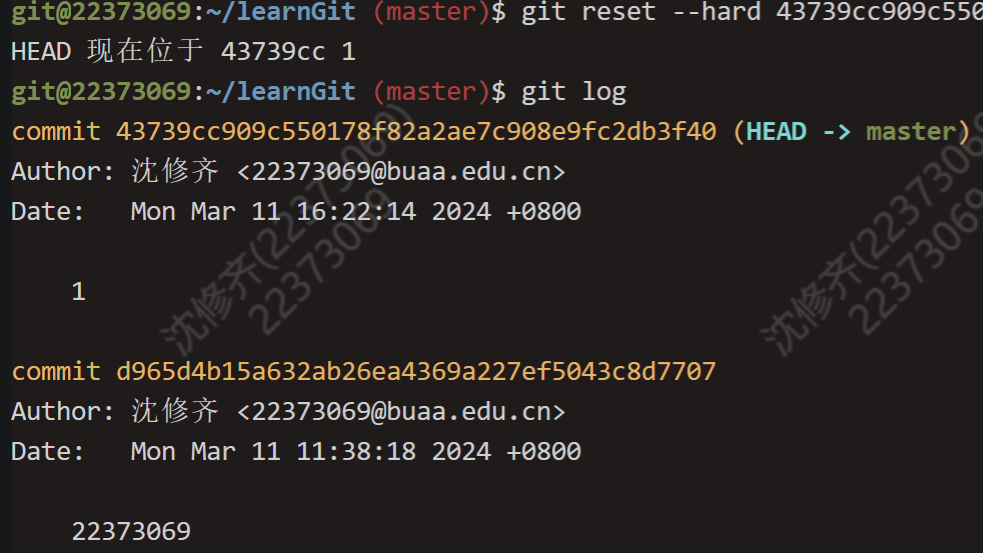 git@22373069:~/learnGit (master)$ git reset --hard 43739cc909c550
HEAD 现在位于 43739cc 1
git@22373069:~/learnGit (master)$ git log
commit 43739cc909c550178f82a2ae7c908e9fc2db3f40 (HEAD -> master)
Author: 沈修齐 <22373069@buaa.edu.cn>
Date:   Mon Mar 11 16:22:14 2024 +0800
1
commit d965d4b15a632ab26ea4369a227ef5043c8d7707
Author: 沈修齐 <22373069@buaa.edu.cn>
Date:   Mon Mar 11 11:38:18 2024 +0800
22373069
沈修齐(22373069)
22373069
沈修齐(22373069
22373069